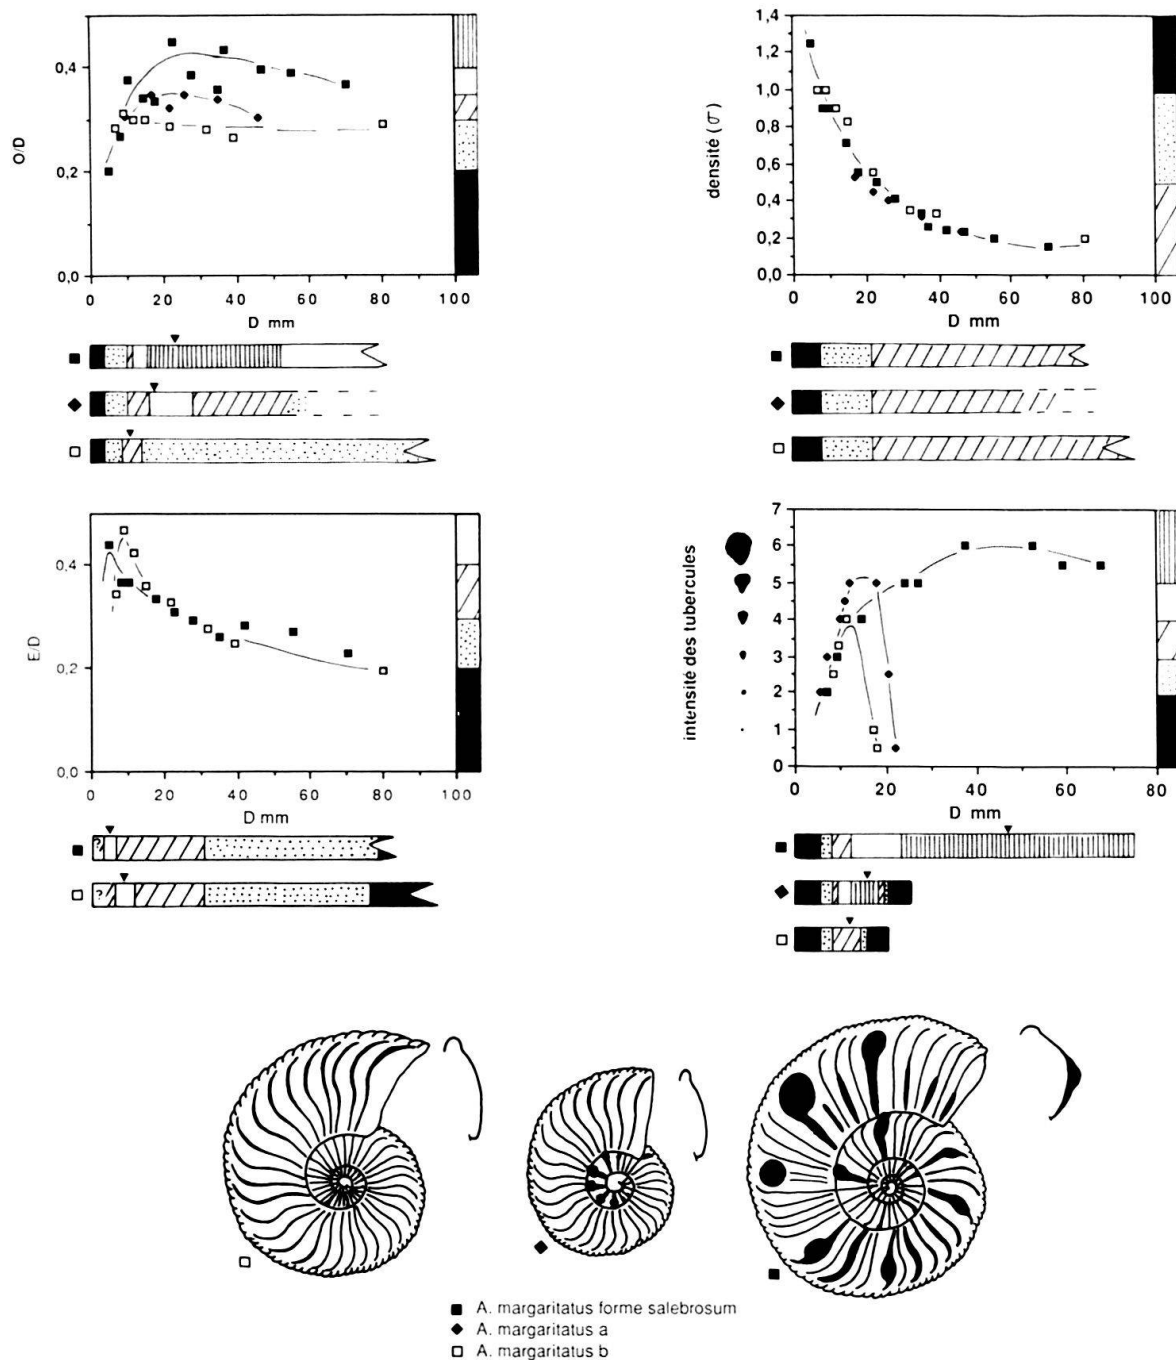 0,4
0,2
0,0
O/D
0 20 40 60 80 100
D mm
1,4
1,2
1,0
0,8
0,6
0,4
0,2
0,0
densité (σ)
0 20 40 60 80 100
D mm
0,4
0,2
0,0
E/D
0 20 40 60 80 100
D mm
?
?
7
6
5
4
3
2
1
0
intensité des tubercules
0 20 40 60 80
D mm
A. margaritatus forme salebrosum
A. margaritatus a
A. margaritatus b